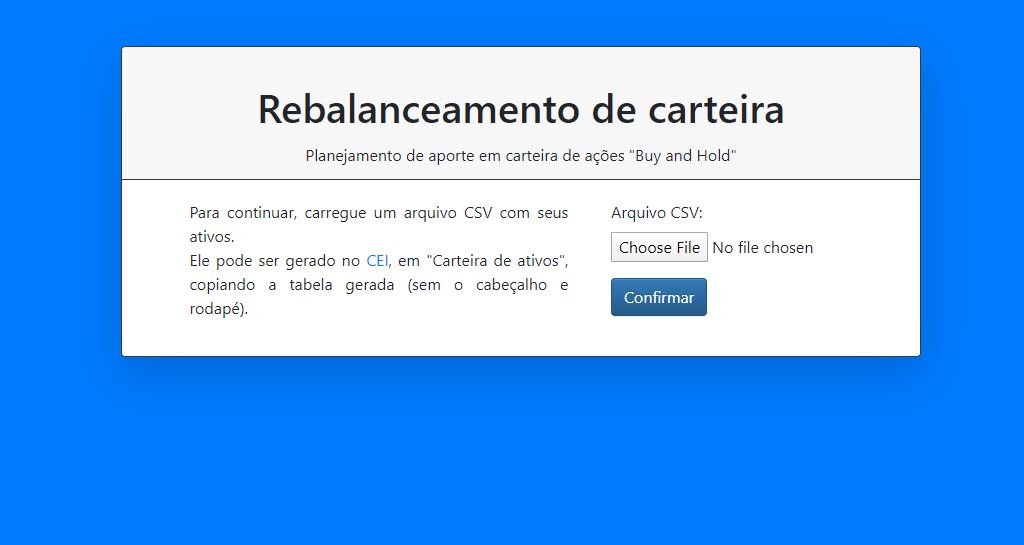 Rebalanceamento de carteira
Planejamento de aporte em carteira de ações "Buy and Hold"
Para continuar, carregue um arquivo CSV com seus
ativos.
Ele pode ser gerado no CEI, em "Carteira de ativos",
copiando a tabela gerada (sem o cabeçalho e
rodapé).
Arquivo CSV:
Choose File No file chosen
Confirmar